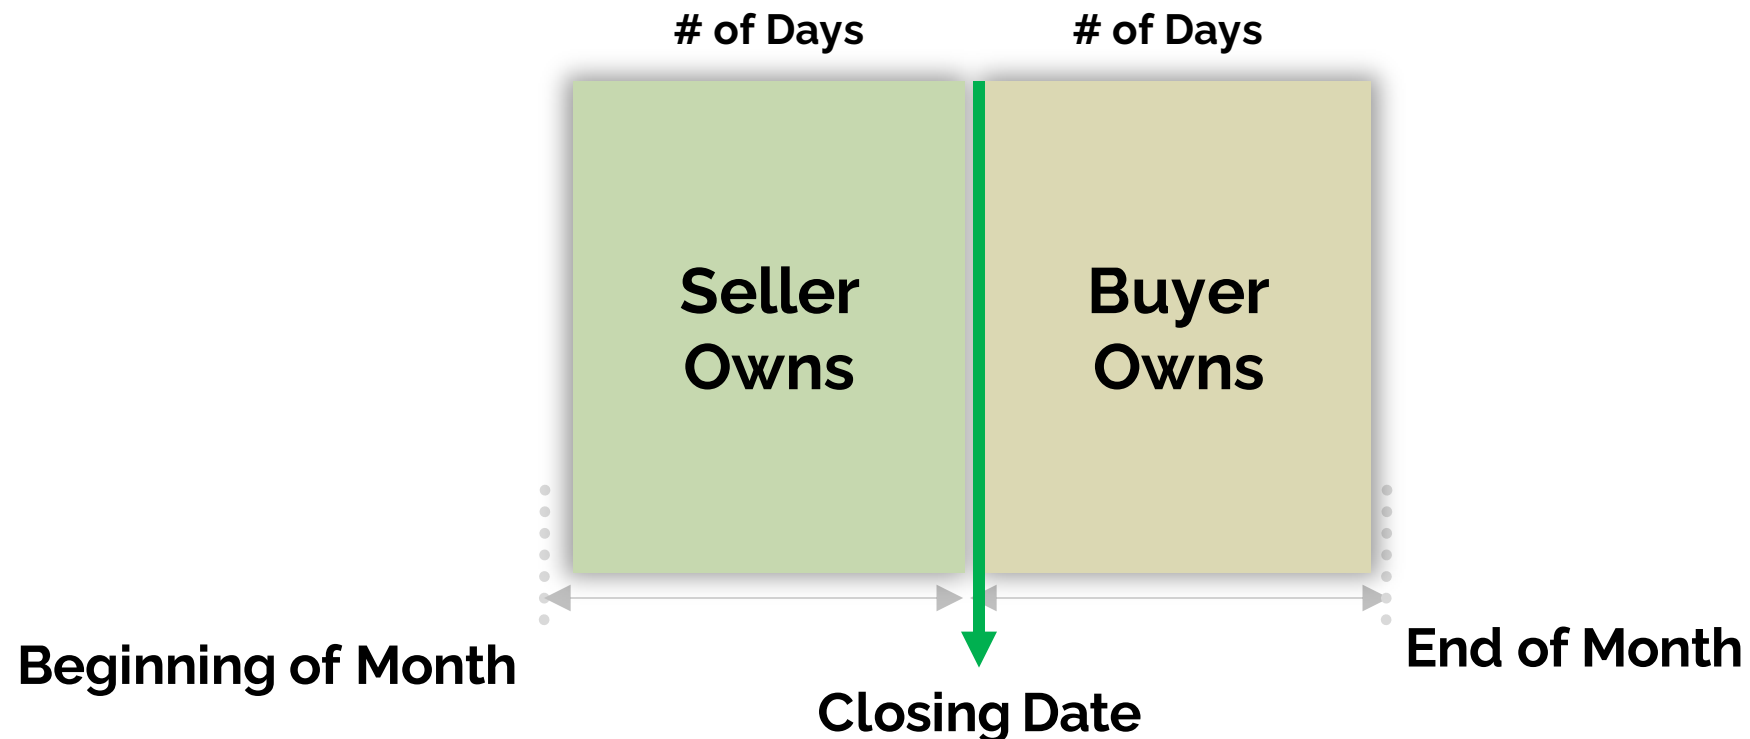 # of Days
# of Days
Seller
Owns
Buyer
Owns
Beginning of Month
End of Month
Closing Date